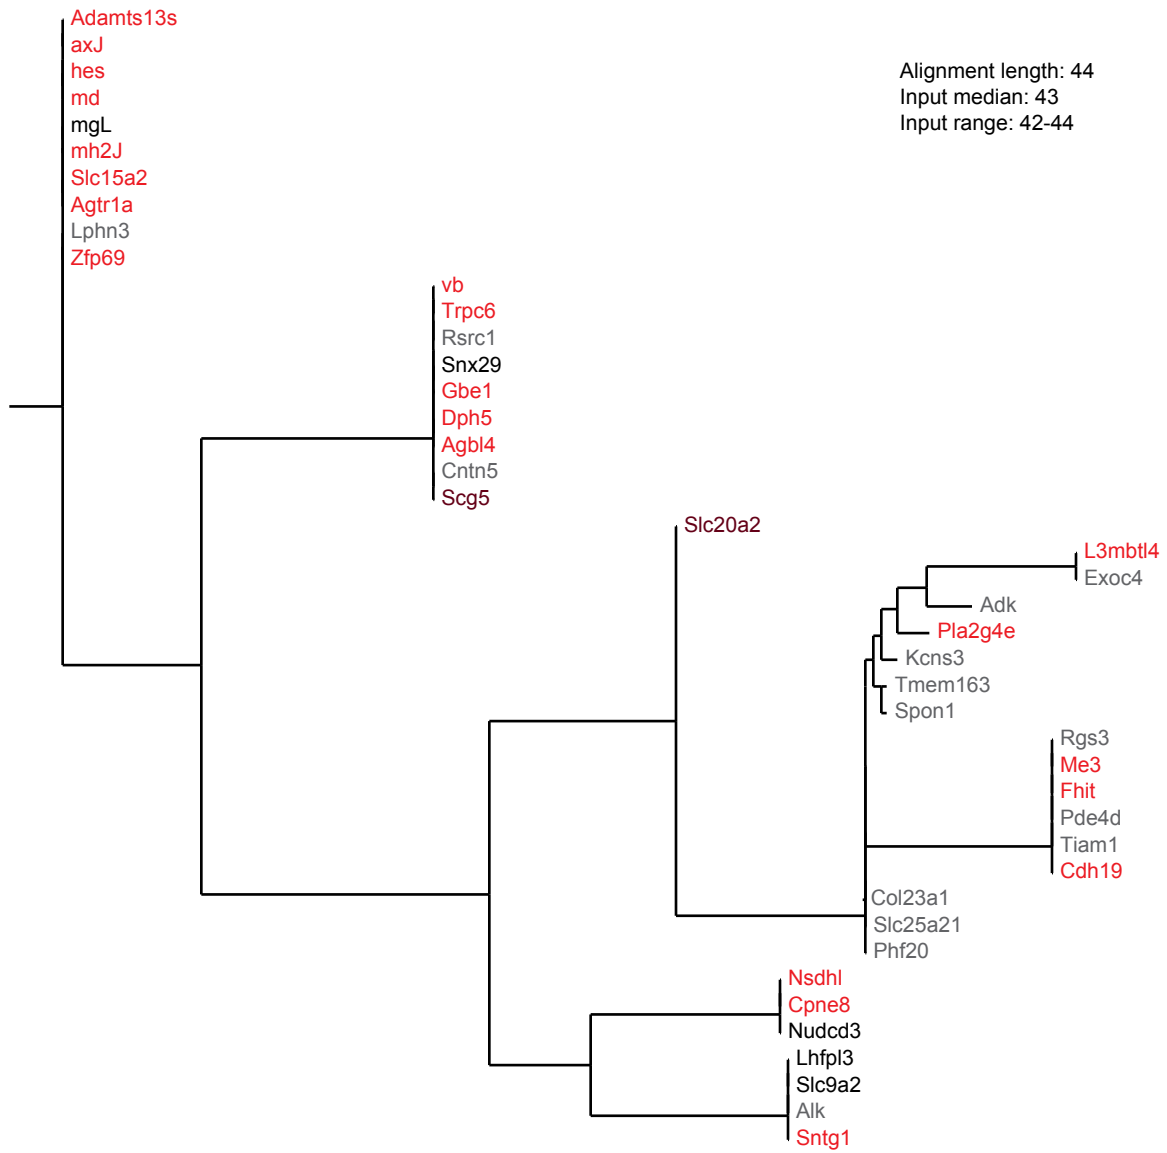 Adamts13s
axJ
hes
md
mgL
mh2J
Slc15a2
Agtr1a
Lphn3
Zfp69
Alignment length: 44
Input median: 43
Input range: 42-44
vb
Trpc6
Rsrc1
Snx29
Gbe1
Dph5
Agbl4
Cntn5
Scg5
Slc20a2
L3mbtl4
Exoc4
Adk
Pla2g4e
Kcns3
Tmem163
Spon1
Rgs3
Me3
Fhit
Pde4d
Tiam1
Cdh19
Col23a1
Slc25a21
Phf20
Nsdhl
Cpne8
Nudcd3
Lhfpl3
Slc9a2
Alk
Sntg1